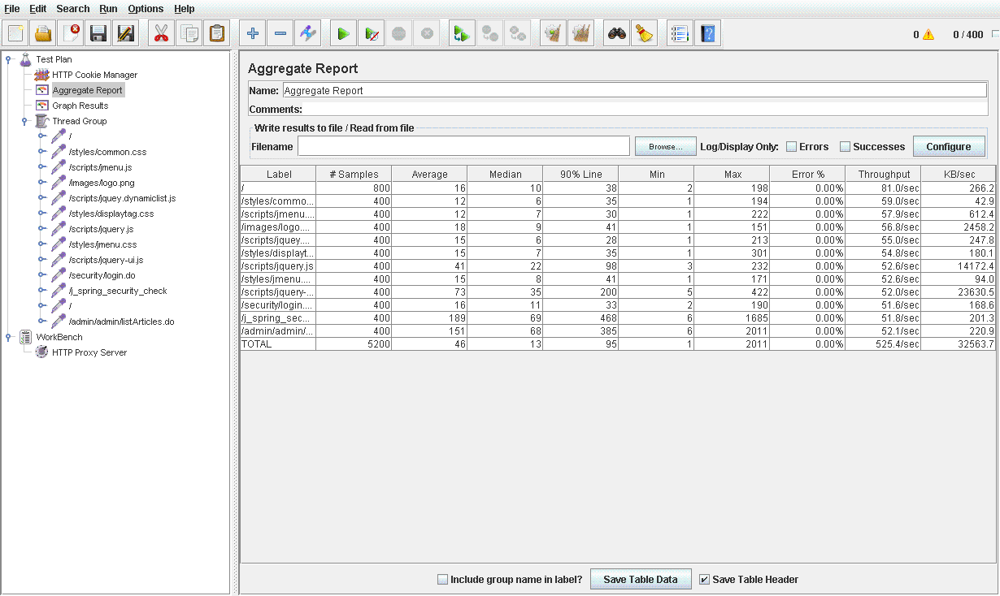 File Edit Search Run Options Help
0 0 / 400
Test Plan
HTTP Cookie Manager
Aggregate Report
Graph Results
Thread Group
/
/styles/common.css
/scripts/jmenu.js
/images/logo.png
/scripts/jquey.dynamiclist.js
/styles/displaytag.css
/scripts/jquery.js
/styles/jmenu.css
/scripts/jquery-ui.js
/security/login.do
/j_spring_security_check
/
/admin/admin/listArticles.do
WorkBench
HTTP Proxy Server
Aggregate Report
Name: Aggregate Report
Comments:
Write results to file / Read from file
Filename Browse... Log/Display Only: Errors Successes Configure
Label # Samples Average Median 90% Line Min Max Error % Throughput KB/sec
/ 800 16 10 38 2 198 0.00% 81.0/sec 266.2
/styles/commo... 400 12 6 35 1 194 0.00% 59.0/sec 42.9
/scripts/jmenu.... 400 12 7 30 1 222 0.00% 57.9/sec 612.4
/images/logo.... 400 18 9 41 1 151 0.00% 56.8/sec 2458.2
/scripts/jquey.... 400 15 6 28 1 213 0.00% 55.0/sec 247.8
/styles/displayt... 400 15 7 35 1 301 0.00% 54.8/sec 180.1
/scripts/jquery.js 400 41 22 98 3 232 0.00% 52.6/sec 14172.4
/styles/jmenu.... 400 15 8 41 1 171 0.00% 52.6/sec 94.0
/scripts/jquery-... 400 73 35 200 5 422 0.00% 52.0/sec 23630.5
/security/login.... 400 16 11 33 2 190 0.00% 51.6/sec 168.6
/j_spring_sec... 400 189 69 468 6 1685 0.00% 51.8/sec 201.3
/admin/admin/... 400 151 68 385 6 2011 0.00% 52.1/sec 220.9
TOTAL 5200 46 13 95 1 2011 0.00% 525.4/sec 32563.7
Include group name in label? Save Table Data Save Table Header